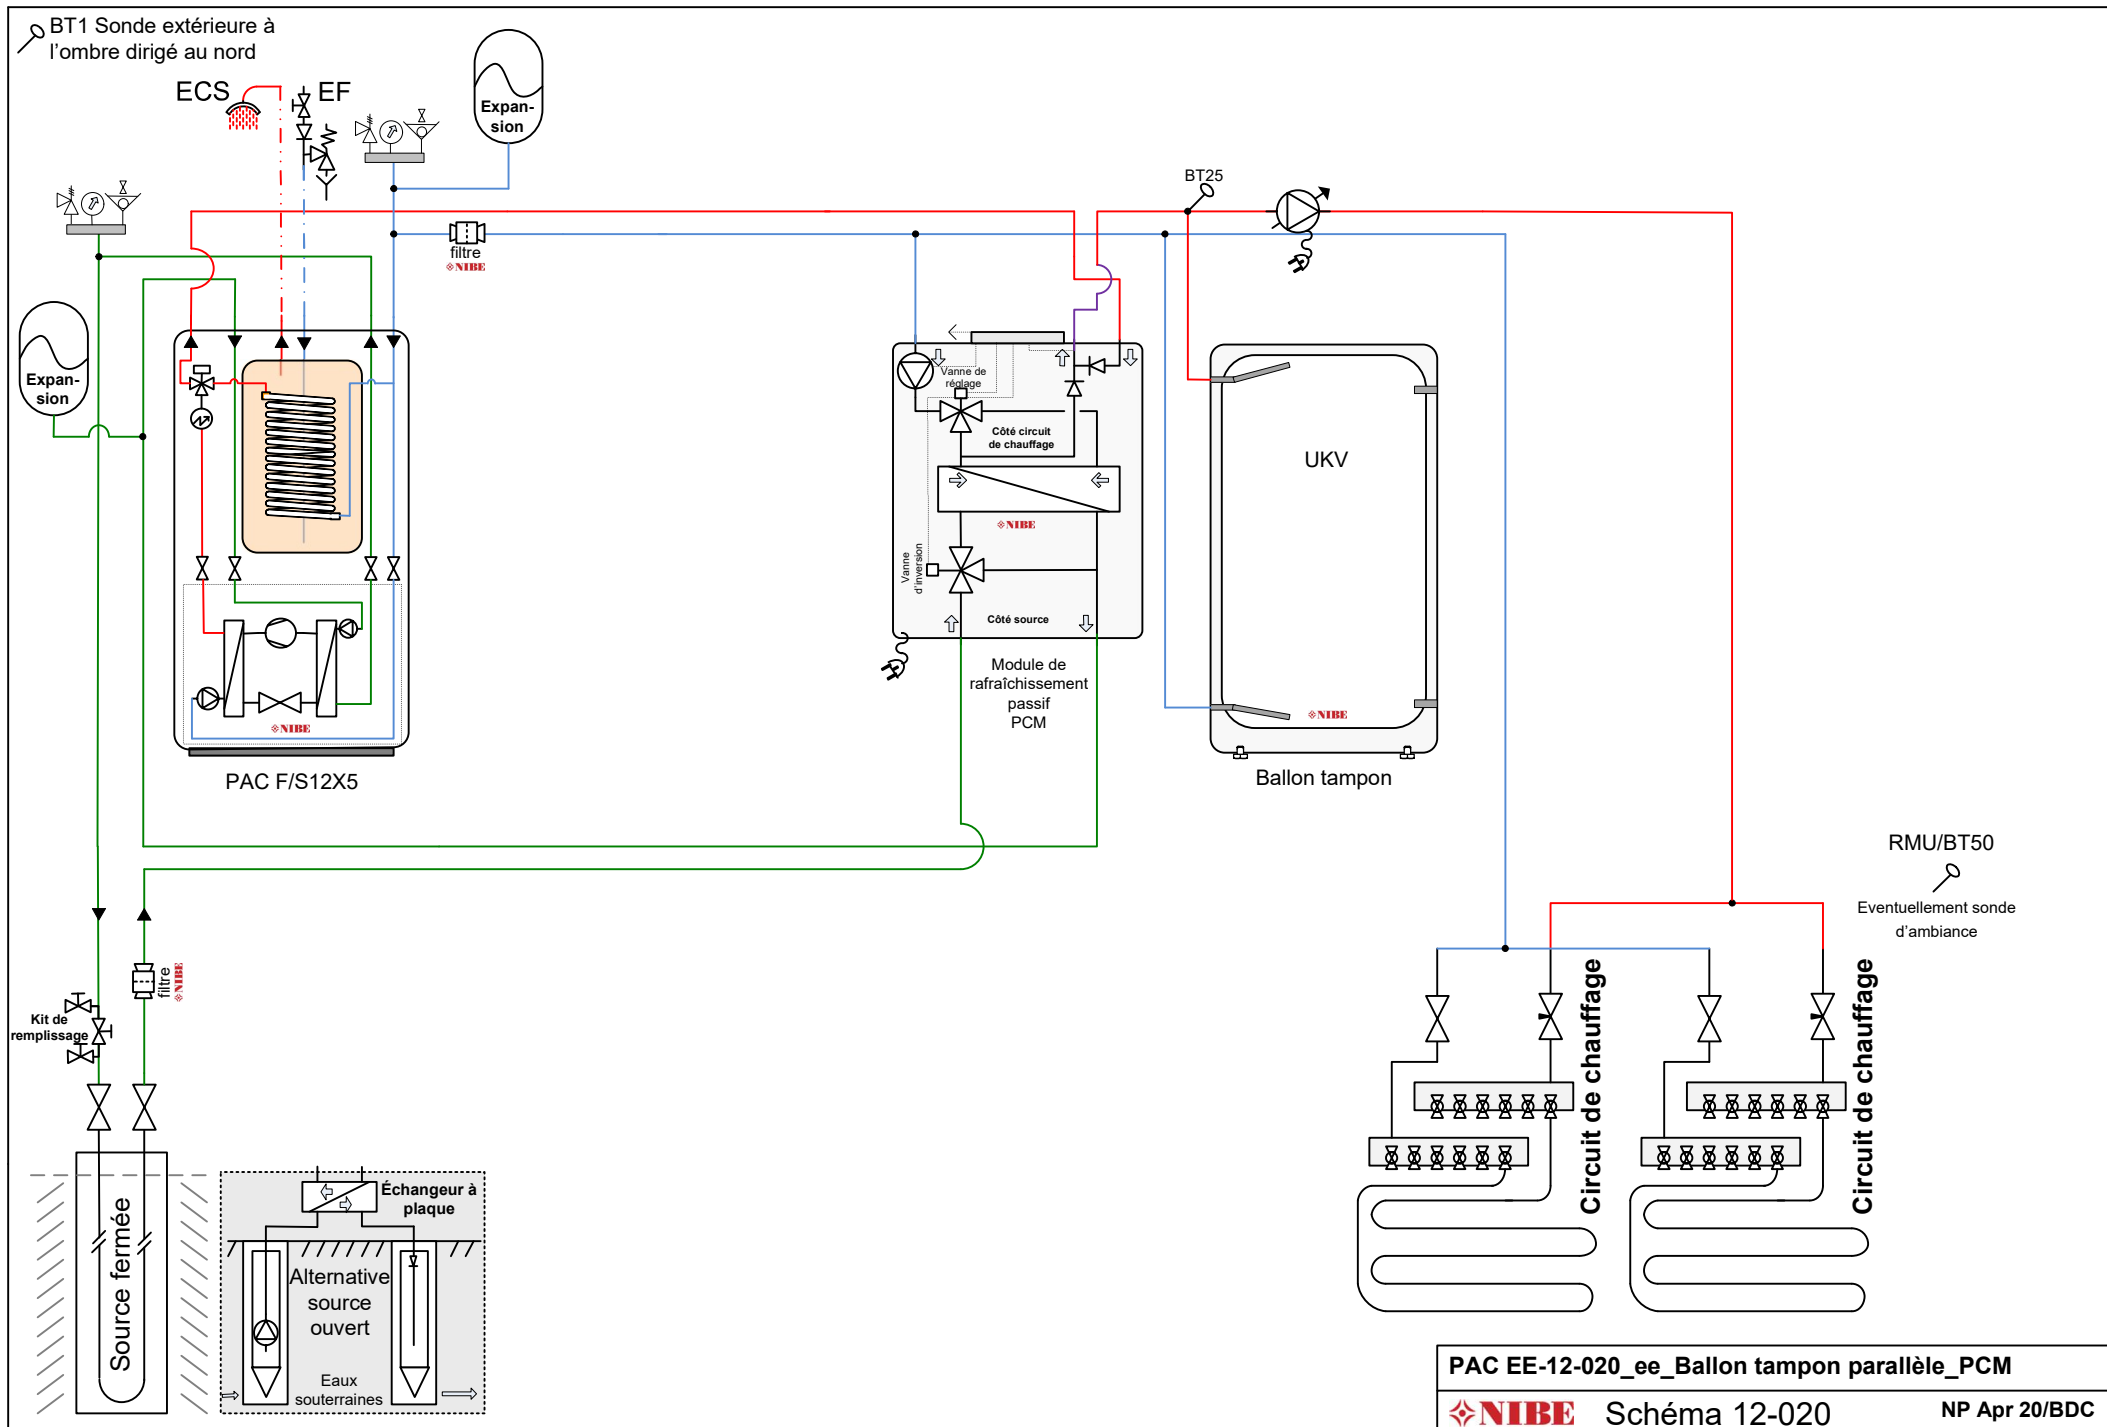 BT1 Sonde extérieure à
l'ombre dirigé au nord
ECS
EF
Expan-
sion
BT25
filtre
NIBE
Expan-
sion
Vanne de
réglage
Côté circuit
de chauffage
UKV
NIBE
Vanne
d'inversion
Côté source
NIBE
NIBE
Module de
rafraîchissement
passif
PCM
PAC F/S12X5
Ballon tampon
RMU/BT50
Eventuellement sonde
d'ambiance
filtre
NIBE
Kit de
remplissage
Circuit de chauffage
Circuit de chauffage
Source fermée
Échangeur à
plaque
Alternative
source
ouvert
Eaux
souterraines
PAC EE-12-020_ee_Ballon tampon parallèle_PCM
NIBE Schéma 12-020 NP Apr 20/BDC